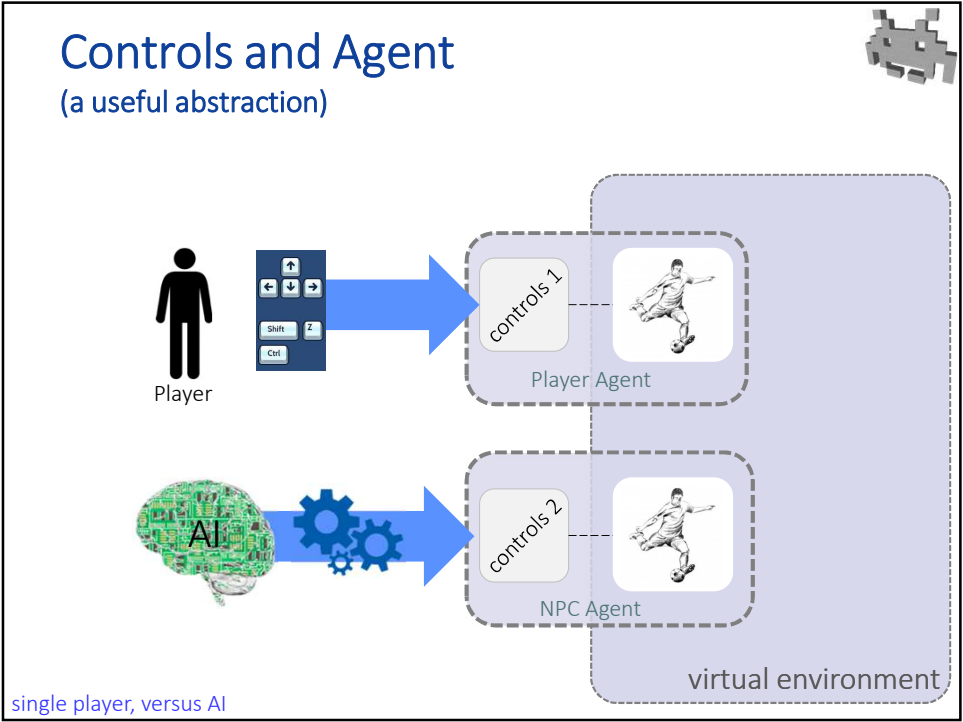 Controls and Agent
(a useful abstraction)
↑
← ↓ →
Shift Z
Ctrl
controls 1
Player Agent
Player
AI
controls 2
NPC Agent
virtual environment
single player, versus AI